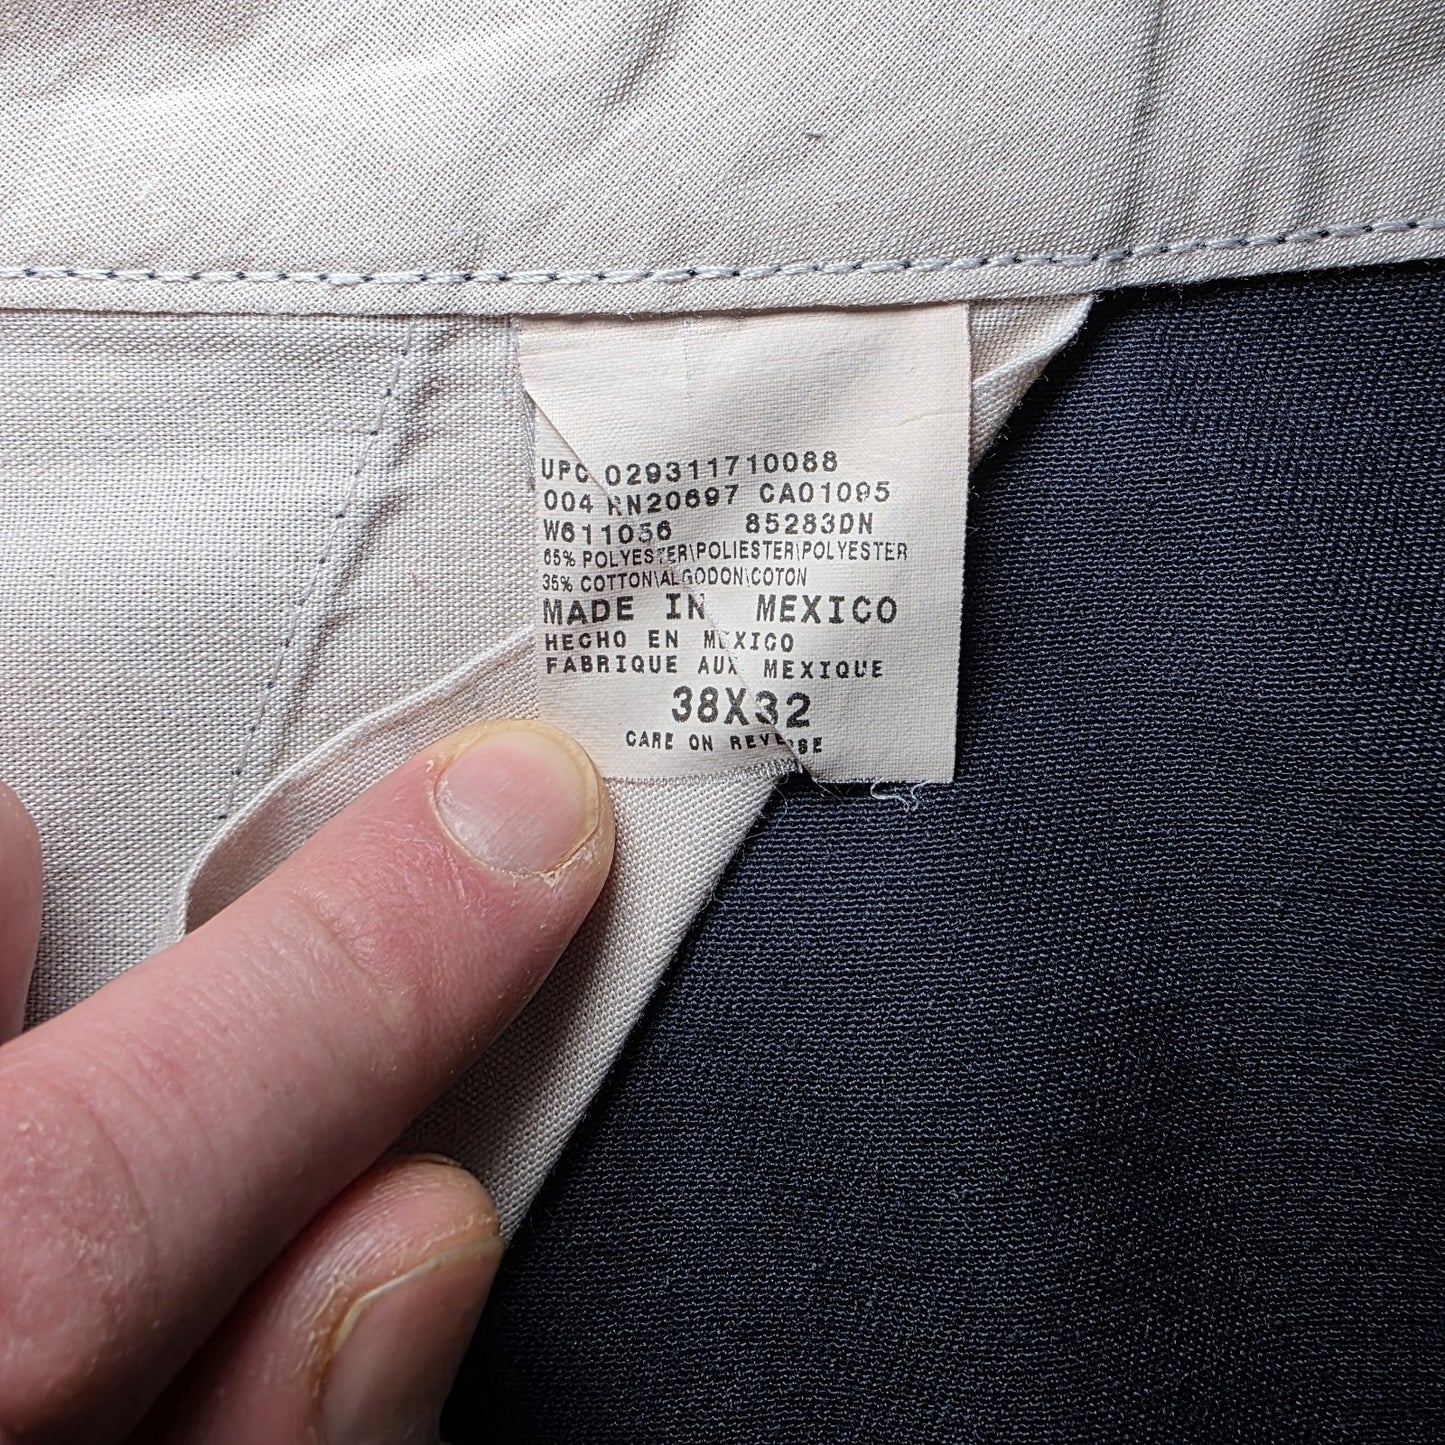 UPC 029311710088
004 RN20697 CA01095
W611036 85283DN
65% POLYESTER\POLIESTER\POLYESTER
35% COTTON\ALGODON\COTON
MADE IN MEXICO
HECHO EN MEXICO
FABRIQUE AUX MEXIQUE
38X32
CARE ON REVERSE